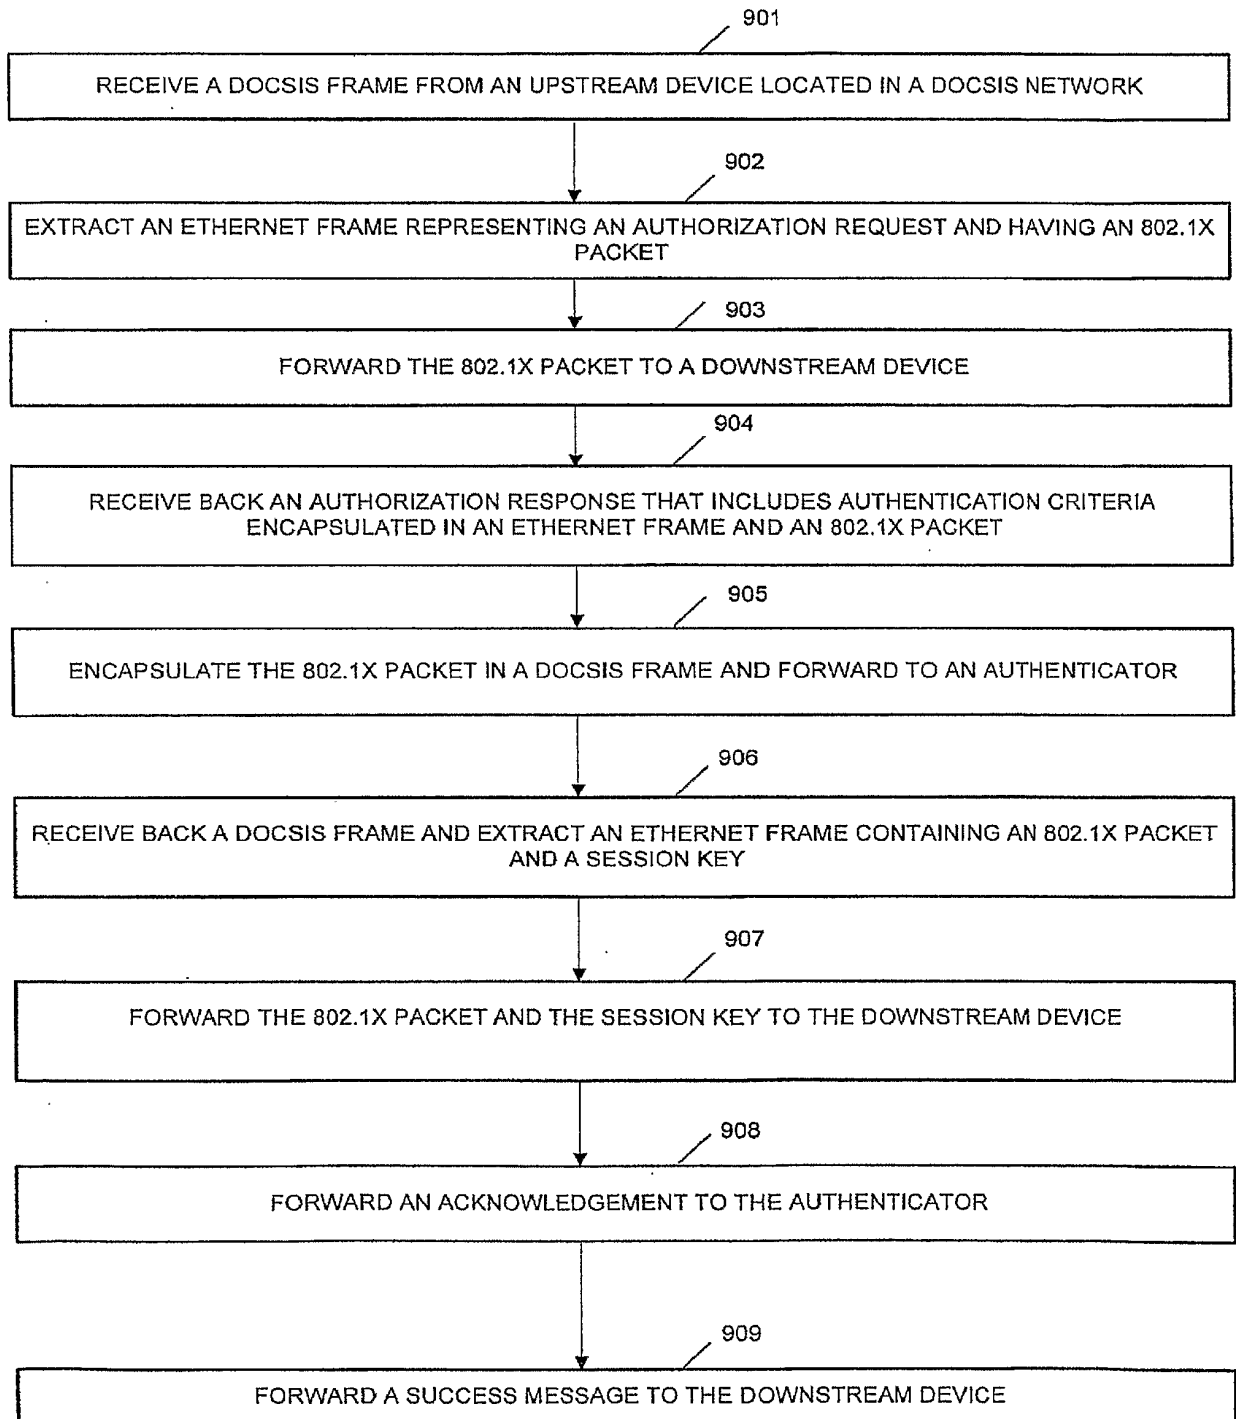 901
RECEIVE A DOCSIS FRAME FROM AN UPSTREAM DEVICE LOCATED IN A DOCSIS NETWORK
902
EXTRACT AN ETHERNET FRAME REPRESENTING AN AUTHORIZATION REQUEST AND HAVING AN 802.1X
PACKET
903
FORWARD THE 802.1X PACKET TO A DOWNSTREAM DEVICE
904
RECEIVE BACK AN AUTHORIZATION RESPONSE THAT INCLUDES AUTHENTICATION CRITERIA
ENCAPSULATED IN AN ETHERNET FRAME AND AN 802.1X PACKET
905
ENCAPSULATE THE 802.1X PACKET IN A DOCSIS FRAME AND FORWARD TO AN AUTHENTICATOR
906
RECEIVE BACK A DOCSIS FRAME AND EXTRACT AN ETHERNET FRAME CONTAINING AN 802.1X PACKET
AND A SESSION KEY
907
FORWARD THE 802.1X PACKET AND THE SESSION KEY TO THE DOWNSTREAM DEVICE
908
FORWARD AN ACKNOWLEDGEMENT TO THE AUTHENTICATOR
909
FORWARD A SUCCESS MESSAGE TO THE DOWNSTREAM DEVICE